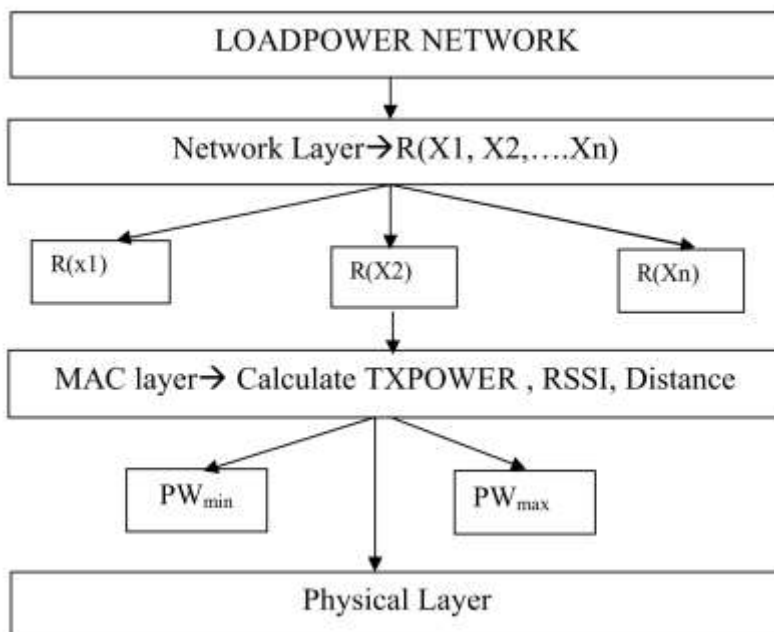 LOADPOWER NETWORK
Network Layer→R(X1, X2,….Xn)
R(x1)
R(X2)
R(Xn)
MAC layer→ Calculate TXPOWER , RSSI, Distance
PWmin
PWmax
Physical Layer